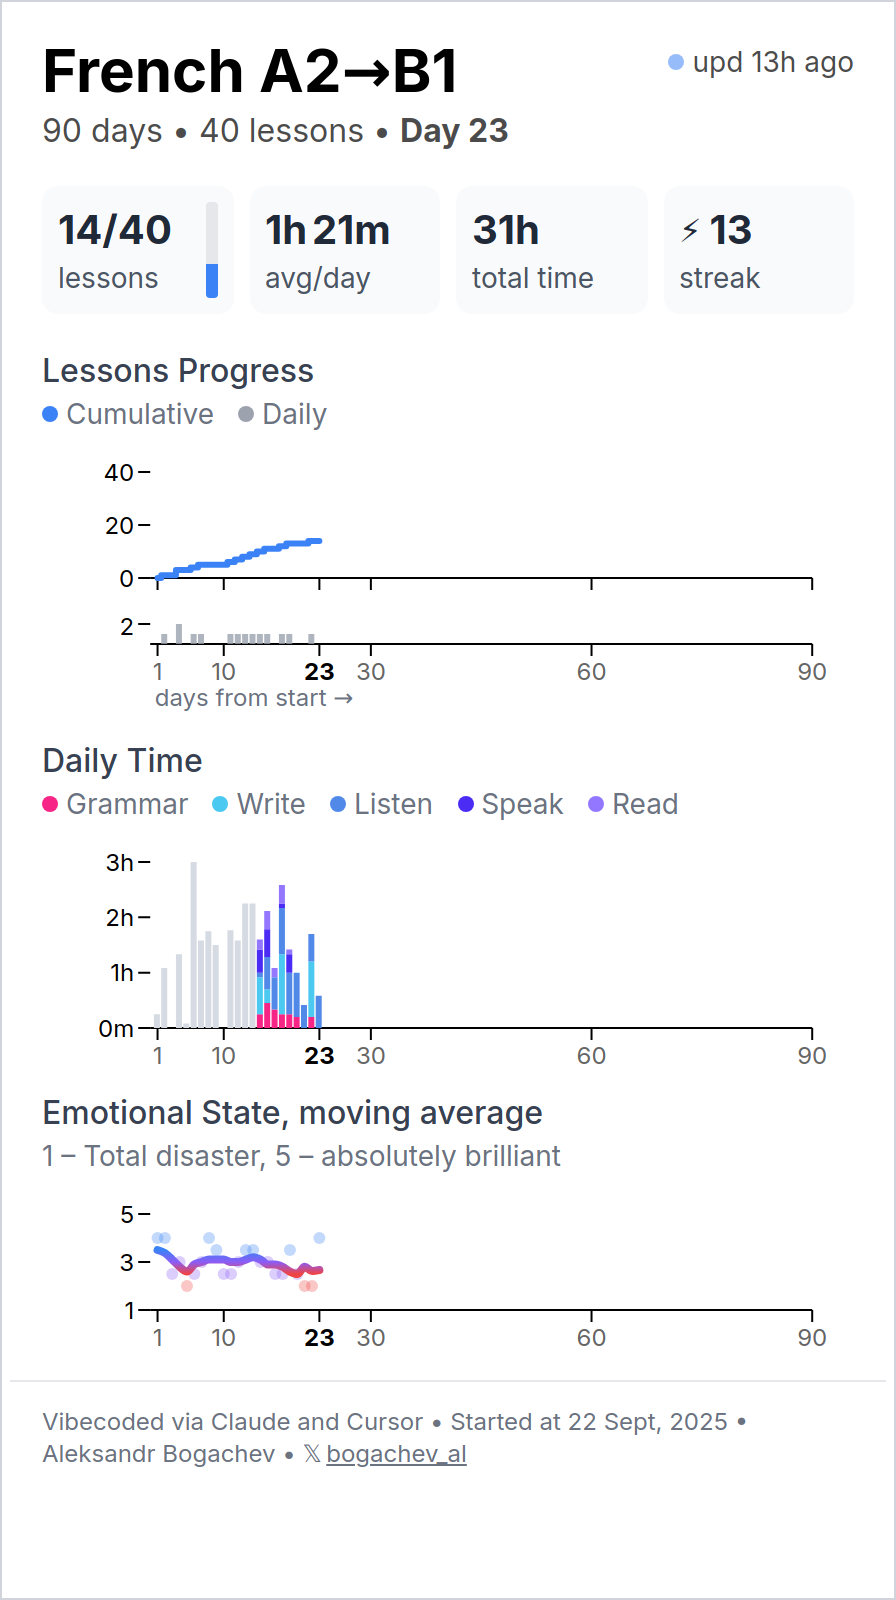 French A2→B1
upd 13h ago
90 days • 40 lessons • Day 23
14/40
lessons
1h 21m
avg/day
31h
total time
⚡ 13
streak
Lessons Progress
Cumulative Daily
40
20
0
2
1 10 23 30 60 90
days from start →
Daily Time
Grammar Write Listen Speak Read
3h
2h
1h
0m
1 10 23 30 60 90
Emotional State, moving average
1 – Total disaster, 5 – absolutely brilliant
5
3
1
1 10 23 30 60 90
Vibecoded via Claude and Cursor • Started at 22 Sept, 2025 •
Aleksandr Bogachev • 𝕏 bogachev_al